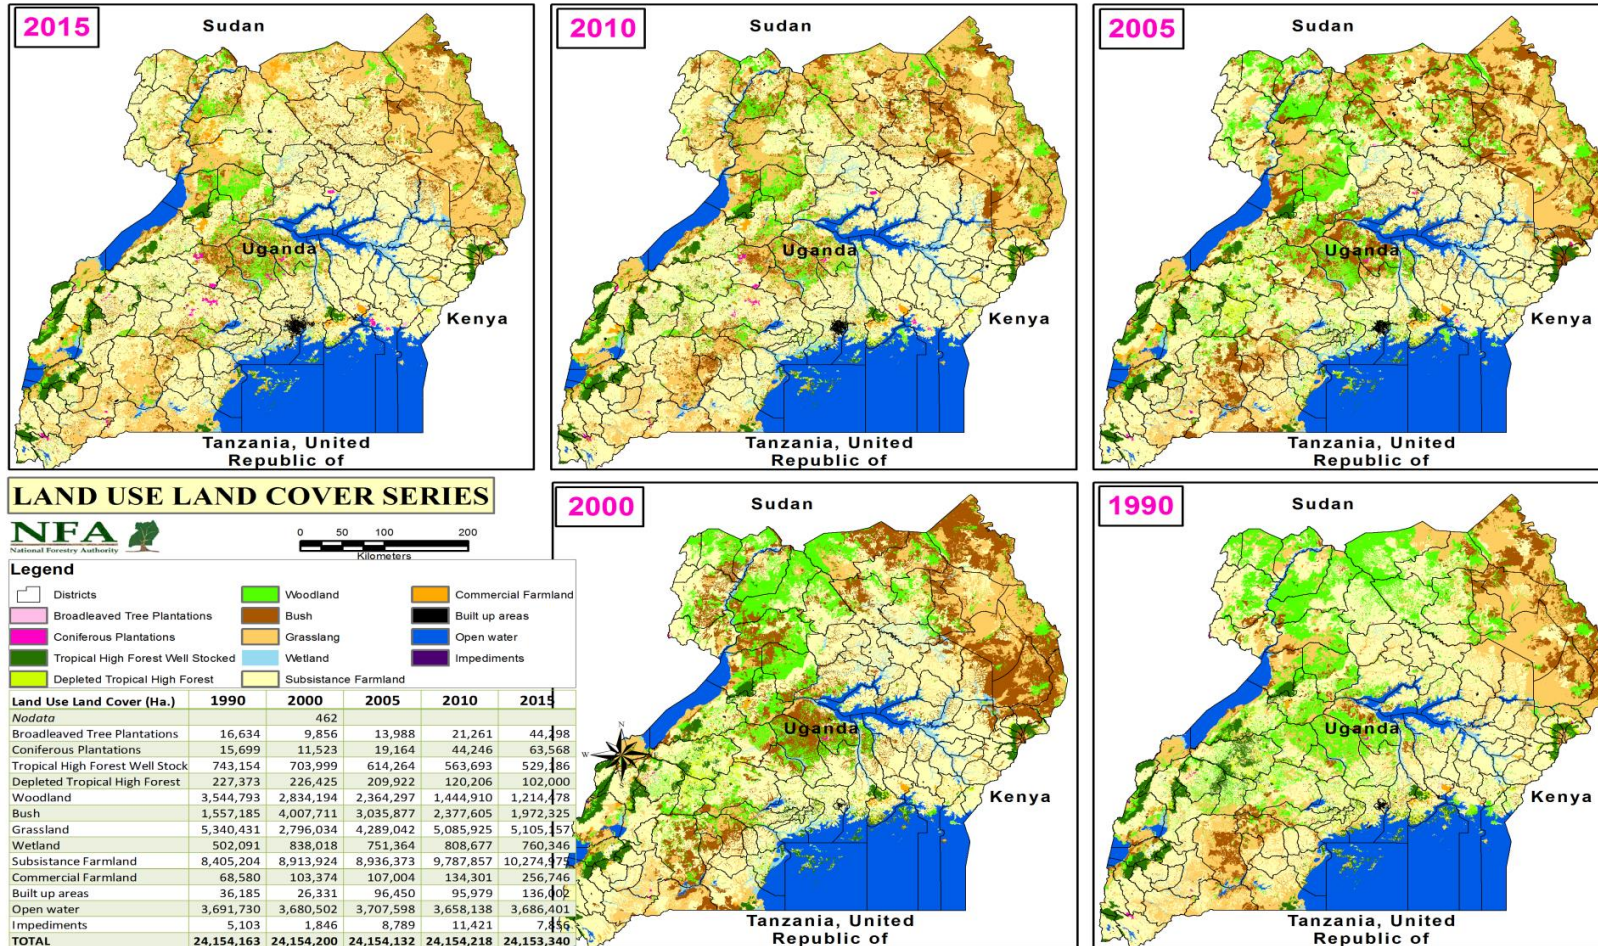 2015
Sudan
Uganda
Kenya
Tanzania, United
Republic of
2010
Sudan
Uganda
Kenya
Tanzania, United
Republic of
2005
Sudan
Uganda
Kenya
Tanzania, United
Republic of
LAND USE LAND COVER SERIES
NFA
National Forestry Authority
0 50 100 200
Kilometers
Legend
Districts
Broadleaved Tree Plantations
Coniferous Plantations
Tropical High Forest Well Stocked
Depleted Tropical High Forest
Woodland
Bush
Grasslang
Wetland
Subsistance Farmland
Commercial Farmland
Built up areas
Open water
Impediments
Land Use Land Cover (Ha.) 1990 2000 2005 2010 2015
Nodata 462
Broadleaved Tree Plantations 16,634 9,856 13,988 21,261 44,298
Coniferous Plantations 15,699 11,523 19,164 44,246 63,568
Tropical High Forest Well Stock 743,154 703,999 614,264 563,693 529,186
Depleted Tropical High Forest 227,373 226,425 209,922 120,206 102,000
Woodland 3,544,793 2,834,194 2,364,297 1,444,910 1,214,478
Bush 1,557,185 4,007,711 3,035,877 2,377,605 1,972,325
Grassland 5,340,431 2,796,034 4,289,042 5,085,925 5,105,157
Wetland 502,091 838,018 751,364 808,677 760,346
Subsistance Farmland 8,405,204 8,913,924 8,936,373 9,787,857 10,274,975
Commercial Farmland 68,580 103,374 107,004 134,301 256,746
Built up areas 36,185 26,331 96,450 95,979 136,002
Open water 3,691,730 3,680,502 3,707,598 3,658,138 3,686,401
Impediments 5,103 1,846 8,789 11,421 7,856
TOTAL 24,154,163 24,154,200 24,154,132 24,154,218 24,153,340
N
W
2000
Sudan
Uganda
Kenya
Tanzania, United
Republic of
1990
Sudan
Uganda
Kenya
Tanzania, United
Republic of